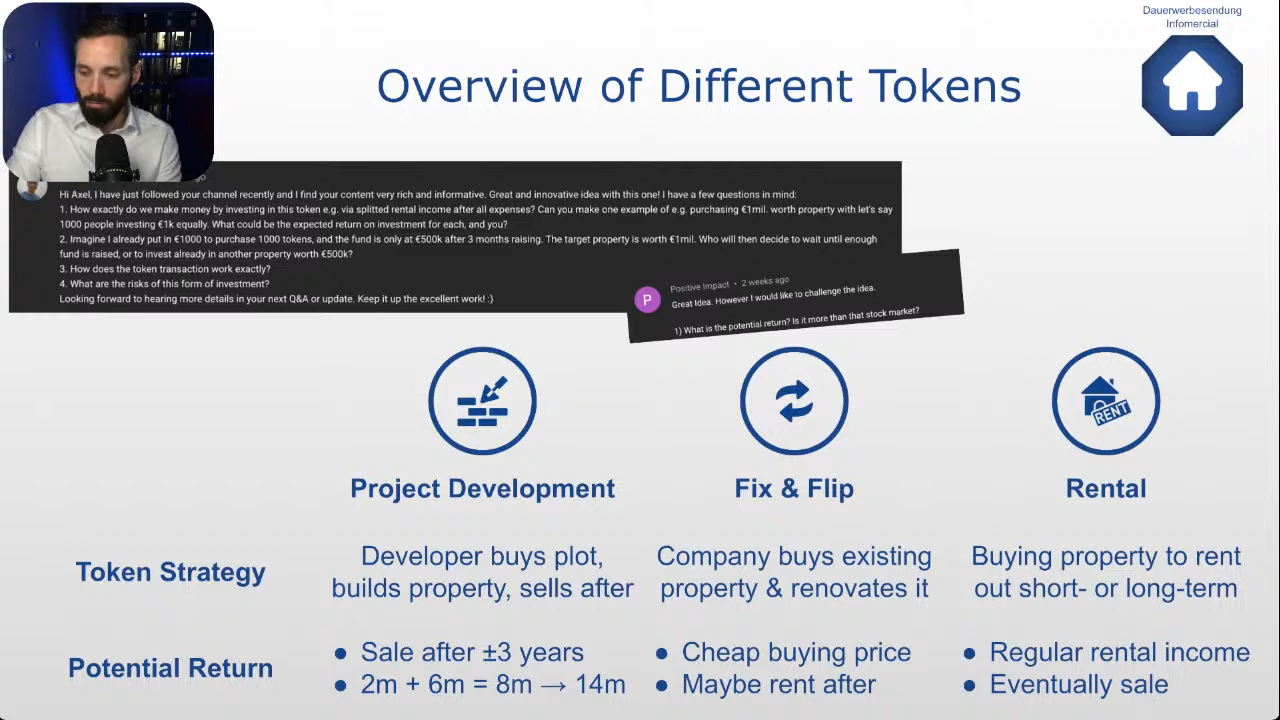 Dauerwerbesendung
Infomercial
Overview of Different Tokens
Hi Axel, I have just followed your channel recently and I find your content very rich and informative. Great and innovative idea with this one! I have a few questions in mind:
1. How exactly do we make money by investing in this token e.g. via splitted rental income after all expenses? Can you make one example of e.g. purchasing €1mil. worth property with let's say
1000 people investing €1k equally. What could be the expected return on investment for each, and you?
2. Imagine I already put in €1000 to purchase 1000 tokens, and the fund is only at €500k after 3 months raising. The target property is worth €1mil. Who will then decide to wait until enough
fund is raised, or to invest already in another property worth €500k?
3. How does the token transaction work exactly?
4. What are the risks of this form of investment?
Looking forward to hearing more details in your next Q&A or update. Keep it up the excellent work! :)
P
Positive Impact • 2 weeks ago
Great Idea. However I would like to challenge the idea.
1) What is the potential return? Is it more than that stock market?
RENT
Project Development
Fix & Flip
Rental
Token Strategy
Developer buys plot,
builds property, sells after
Company buys existing
property & renovates it
Buying property to rent
out short- or long-term
Potential Return
● Sale after ±3 years
● 2m + 6m = 8m → 14m
● Cheap buying price
● Maybe rent after
● Regular rental income
● Eventually sale